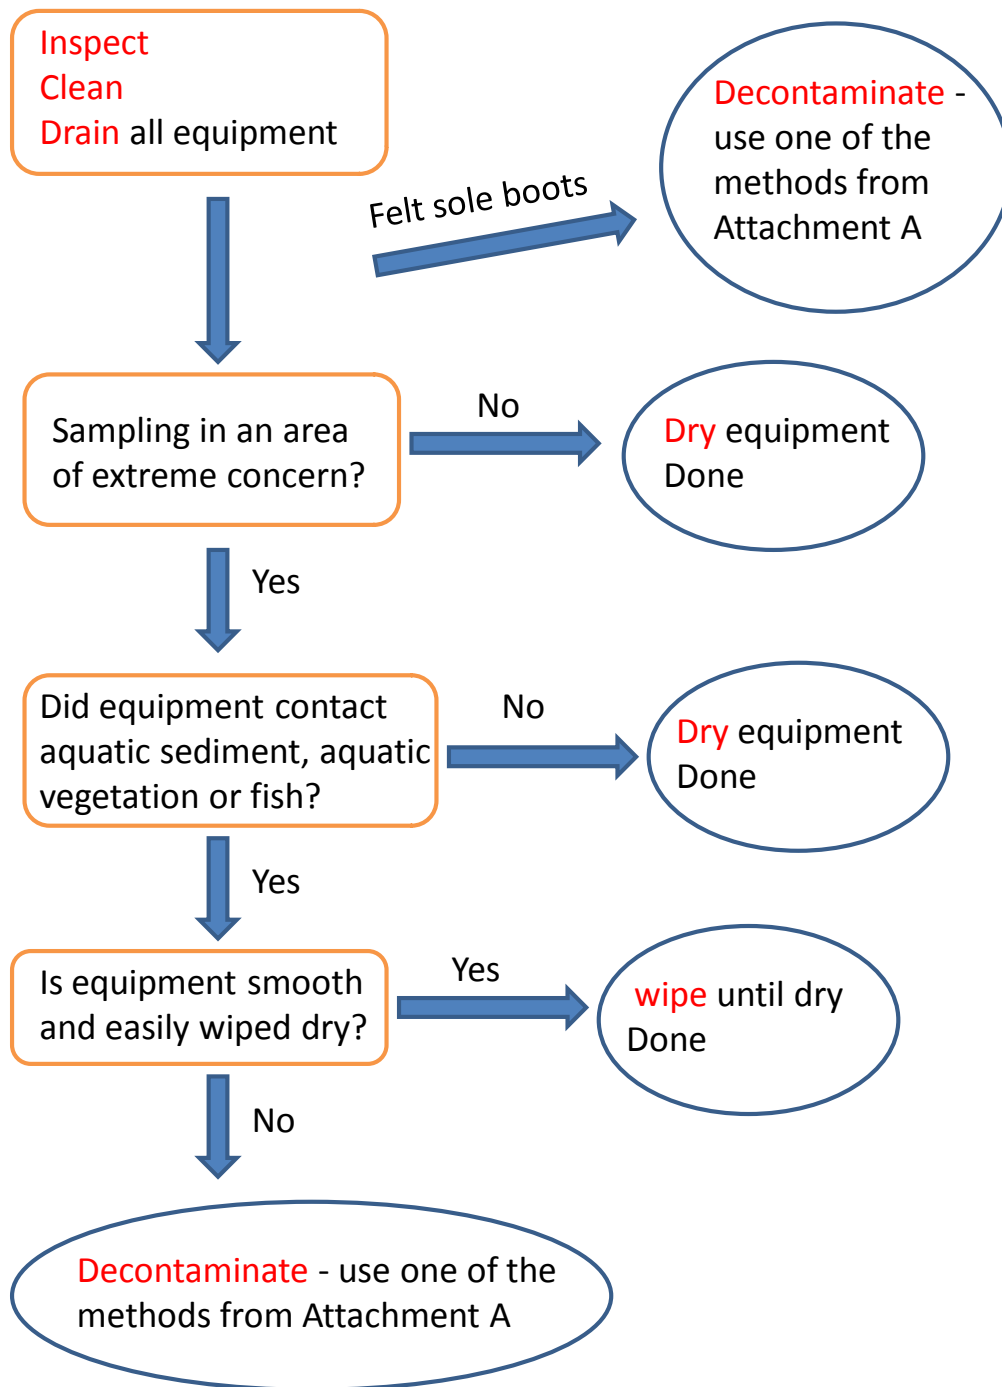 Inspect
Clean
Drain all equipment
Felt sole boots
Decontaminate -
use one of the
methods from
Attachment A
Sampling in an area
of extreme concern?
No
Dry equipment
Done
Yes
Did equipment contact
aquatic sediment, aquatic
vegetation or fish?
No
Dry equipment
Done
Yes
Is equipment smooth
and easily wiped dry?
Yes
wipe until dry
Done
No
Decontaminate - use one of the
methods from Attachment A